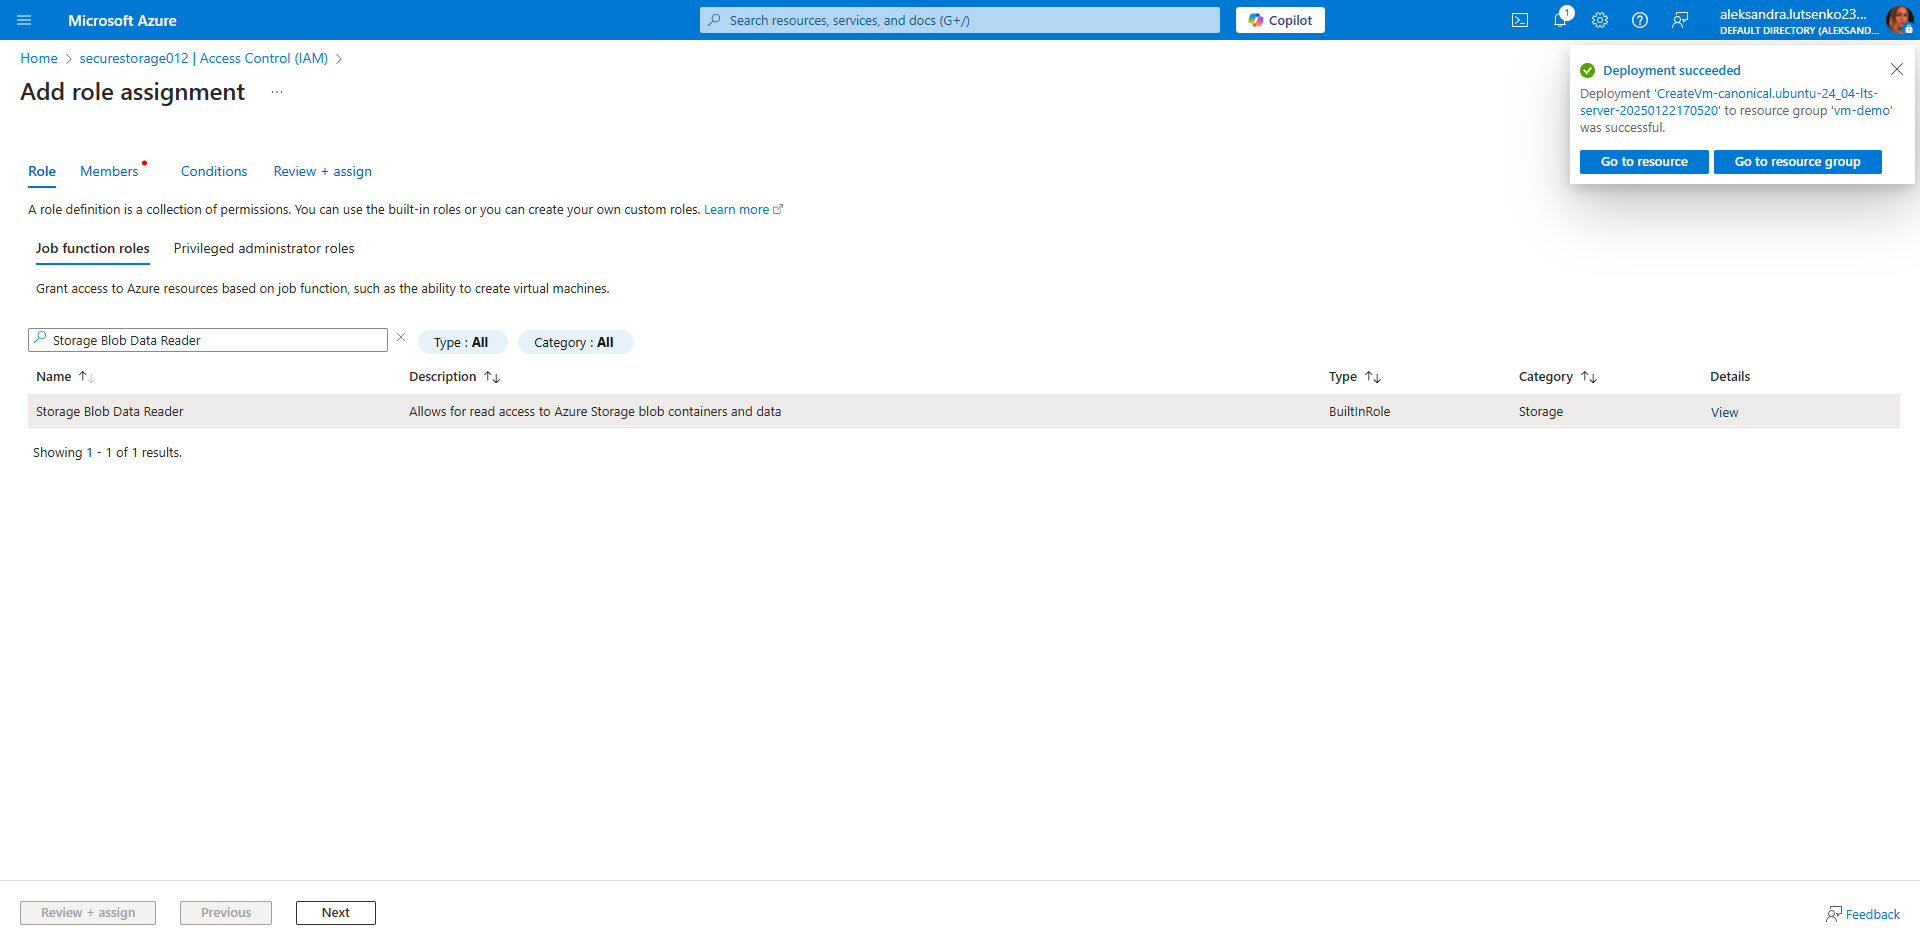 Microsoft Azure
Search resources, services, and docs (G+/)
Copilot
1
aleksandra.lutsenko23...
DEFAULT DIRECTORY (ALEKSAND...
Home > securestorage012 | Access Control (IAM) >
Add role assignment ...
Deployment succeeded
Deployment 'CreateVm-canonical.ubuntu-24_04-lts-
server-20250122170520' to resource group 'vm-demo'
was successful.
Go to resource
Go to resource group
Role
Members
Conditions
Review + assign
A role definition is a collection of permissions. You can use the built-in roles or you can create your own custom roles. Learn more
Job function roles
Privileged administrator roles
Grant access to Azure resources based on job function, such as the ability to create virtual machines.
Storage Blob Data Reader
Type : All
Category : All
Name ↑↓ Description ↑↓ Type ↑↓ Category ↑↓ Details
Storage Blob Data Reader Allows for read access to Azure Storage blob containers and data BuiltInRole Storage View
Showing 1 - 1 of 1 results.
Review + assign
Previous
Next
Feedback